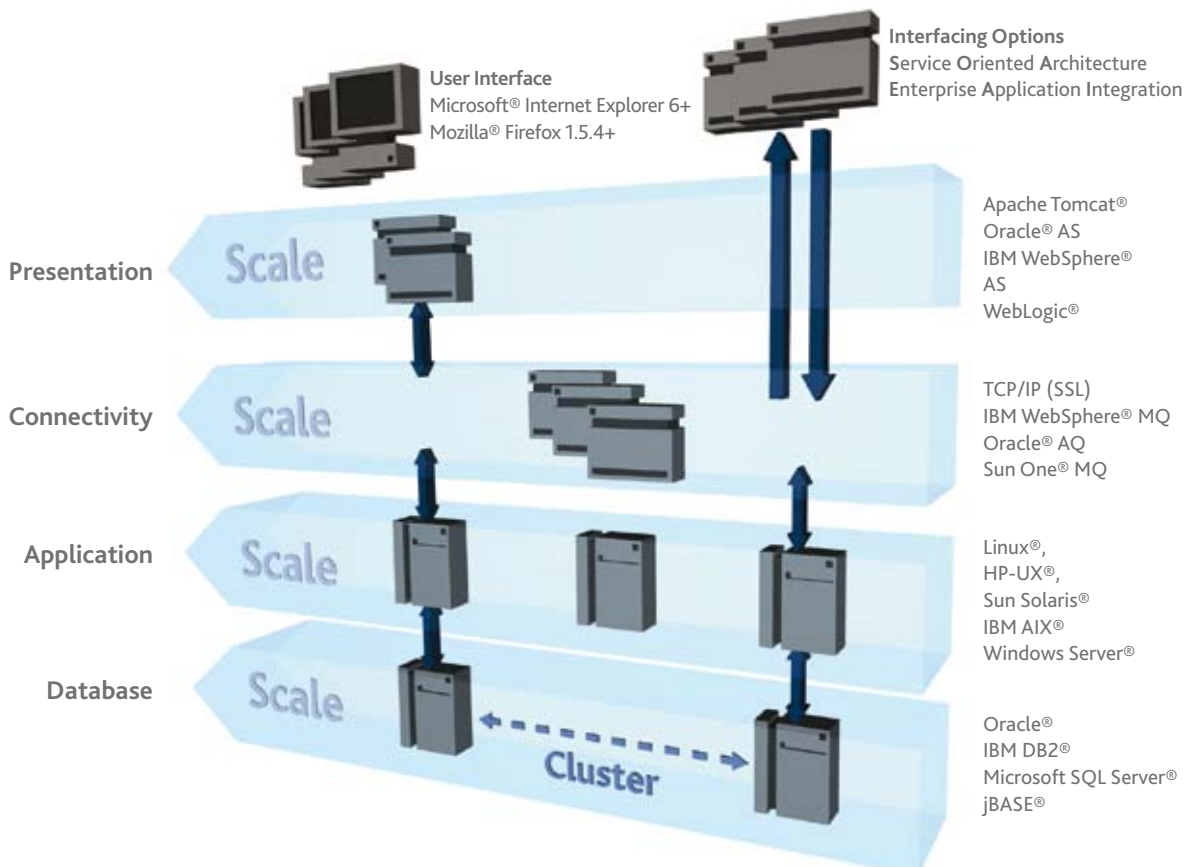 Interfacing Options
Service Oriented Architecture
Enterprise Application Integration
User Interface
Microsoft® Internet Explorer 6+
Mozilla® Firefox 1.5.4+
Presentation
Scale
Apache Tomcat®
Oracle® AS
IBM WebSphere®
AS
WebLogic®
Connectivity
Scale
TCP/IP (SSL)
IBM WebSphere® MQ
Oracle® AQ
Sun One® MQ
Application
Scale
Linux®,
HP-UX®,
Sun Solaris®
IBM AIX®
Windows Server®
Database
Scale
Cluster
Oracle®
IBM DB2®
Microsoft SQL Server®
jBASE®